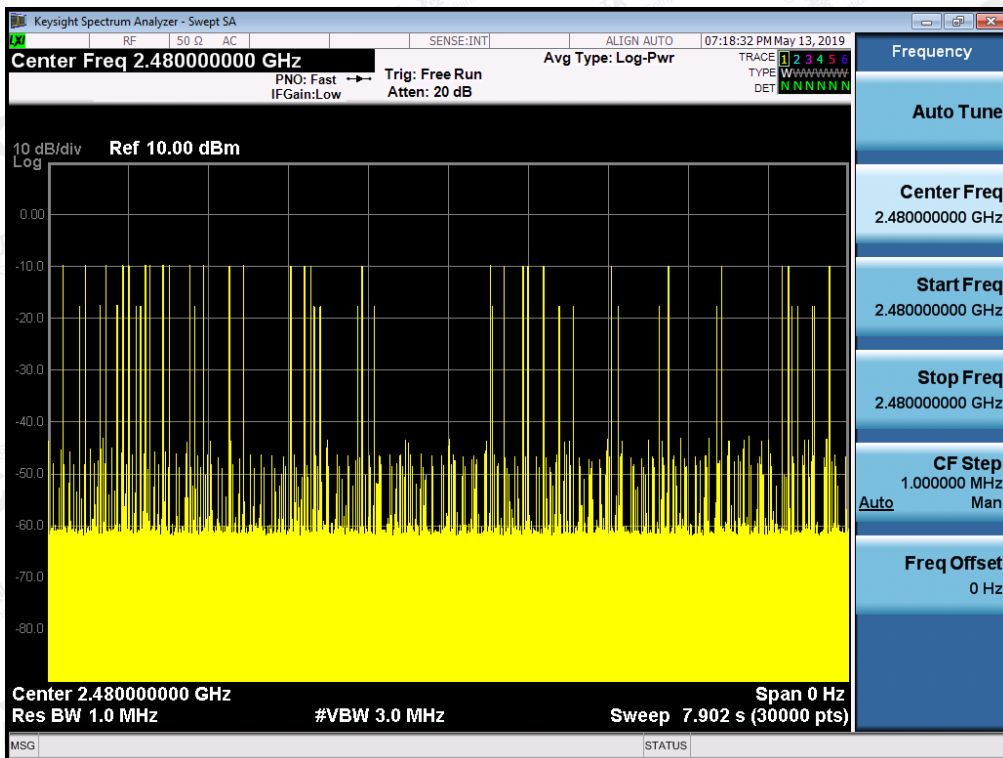 Keysight Spectrum Analyzer - Swept SA
LXI RF 50 Ω AC SENSE:INT ALIGN AUTO 07:18:32 PM May 13, 2019
Center Freq 2.480000000 GHz
PNO: Fast
IFGain:Low
Trig: Free Run
Atten: 20 dB
Avg Type: Log-Pwr
TRACE 1 2 3 4 5 6
TYPE WWWWWW
DET N N N N N N
Frequency
10 dB/div Ref 10.00 dBm
Log
0.00
-10.0
-20.0
-30.0
-40.0
-50.0
-60.0
-70.0
-80.0
Center 2.480000000 GHz Span 0 Hz
Res BW 1.0 MHz #VBW 3.0 MHz Sweep 7.902 s (30000 pts)
Auto Tune
Center Freq
2.480000000 GHz
Start Freq
2.480000000 GHz
Stop Freq
2.480000000 GHz
CF Step
1.000000 MHz
Auto Man
Freq Offset
0 Hz
MSG STATUS